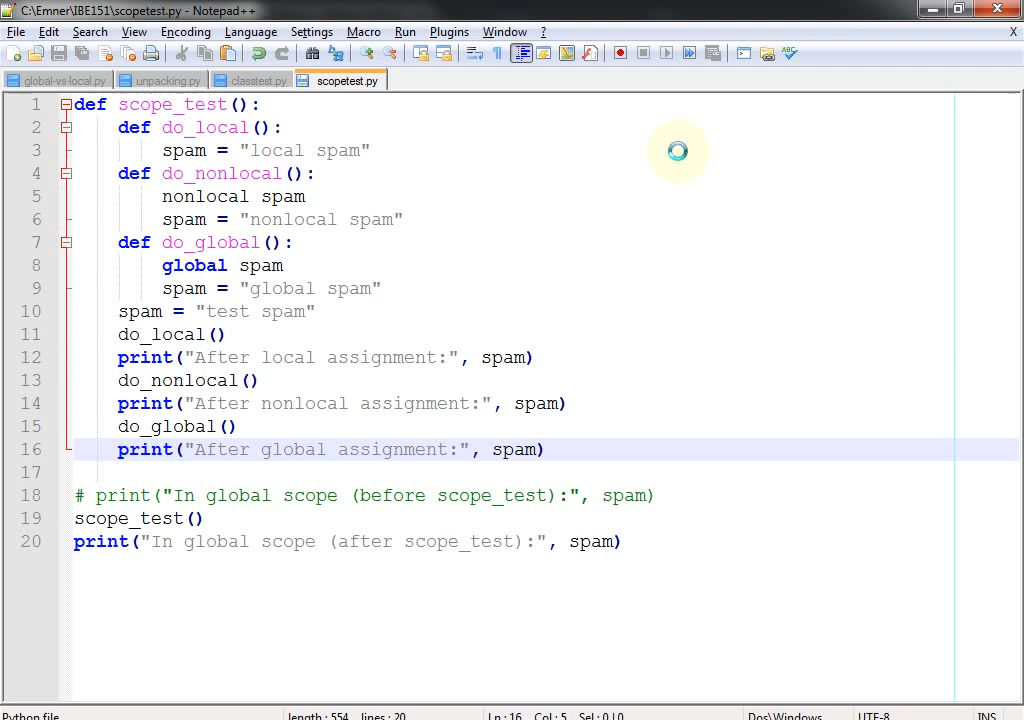 C:\Emner\IBE151\scopetest.py - Notepad++
File Edit Search View Encoding Language Settings Macro Run Plugins Window ? X
global-vs-local.py unpacking.py classtest.py scopetest.py
1 def scope_test():
2 def do_local():
3 spam = "local spam"
4 def do_nonlocal():
5 nonlocal spam
6 spam = "nonlocal spam"
7 def do_global():
8 global spam
9 spam = "global spam"
10 spam = "test spam"
11 do_local()
12 print("After local assignment:", spam)
13 do_nonlocal()
14 print("After nonlocal assignment:", spam)
15 do_global()
16 print("After global assignment:", spam)
17
18 # print("In global scope (before scope_test):", spam)
19 scope_test()
20 print("In global scope (after scope_test):", spam)
Python file length : 554 lines : 20 Ln : 16 Col : 5 Sel : 0 | 0 Dos\Windows UTF-8 INS